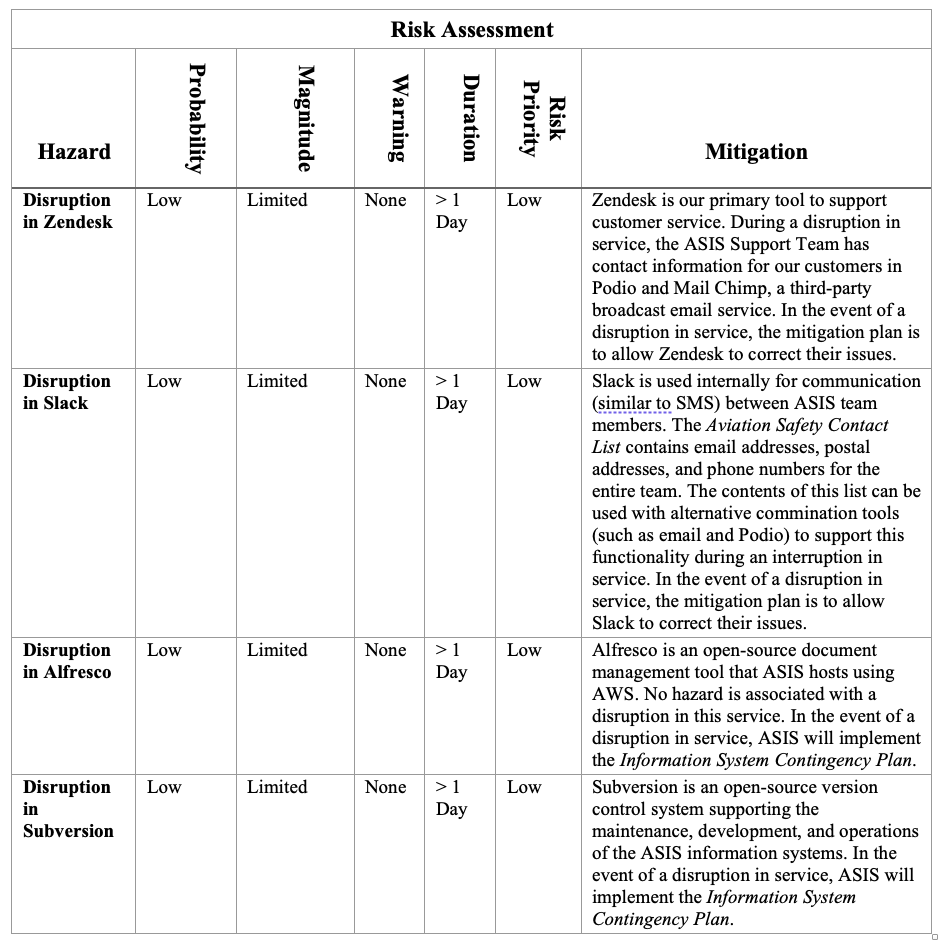 Risk Assessment
Hazard
Probability
Magnitude
Warning
Duration
Risk
Priority
Mitigation
Disruption
in Zendesk
Low
Limited
None
> 1
Day
Low
Zendesk is our primary tool to support
customer service. During a disruption in
service, the ASIS Support Team has
contact information for our customers in
Podio and Mail Chimp, a third-party
broadcast email service. In the event of a
disruption in service, the mitigation plan is
to allow Zendesk to correct their issues.
Disruption
in Slack
Low
Limited
None
> 1
Day
Low
Slack is used internally for communication
(similar to SMS) between ASIS team
members. The Aviation Safety Contact
List contains email addresses, postal
addresses, and phone numbers for the
entire team. The contents of this list can be
used with alternative commination tools
(such as email and Podio) to support this
functionality during an interruption in
service. In the event of a disruption in
service, the mitigation plan is to allow
Slack to correct their issues.
Disruption
in Alfresco
Low
Limited
None
> 1
Day
Low
Alfresco is an open-source document
management tool that ASIS hosts using
AWS. No hazard is associated with a
disruption in this service. In the event of a
disruption in service, ASIS will implement
the Information System Contingency Plan.
Disruption
in
Subversion
Low
Limited
None
> 1
Day
Low
Subversion is an open-source version
control system supporting the
maintenance, development, and operations
of the ASIS information systems. In the
event of a disruption in service, ASIS will
implement the Information System
Contingency Plan.